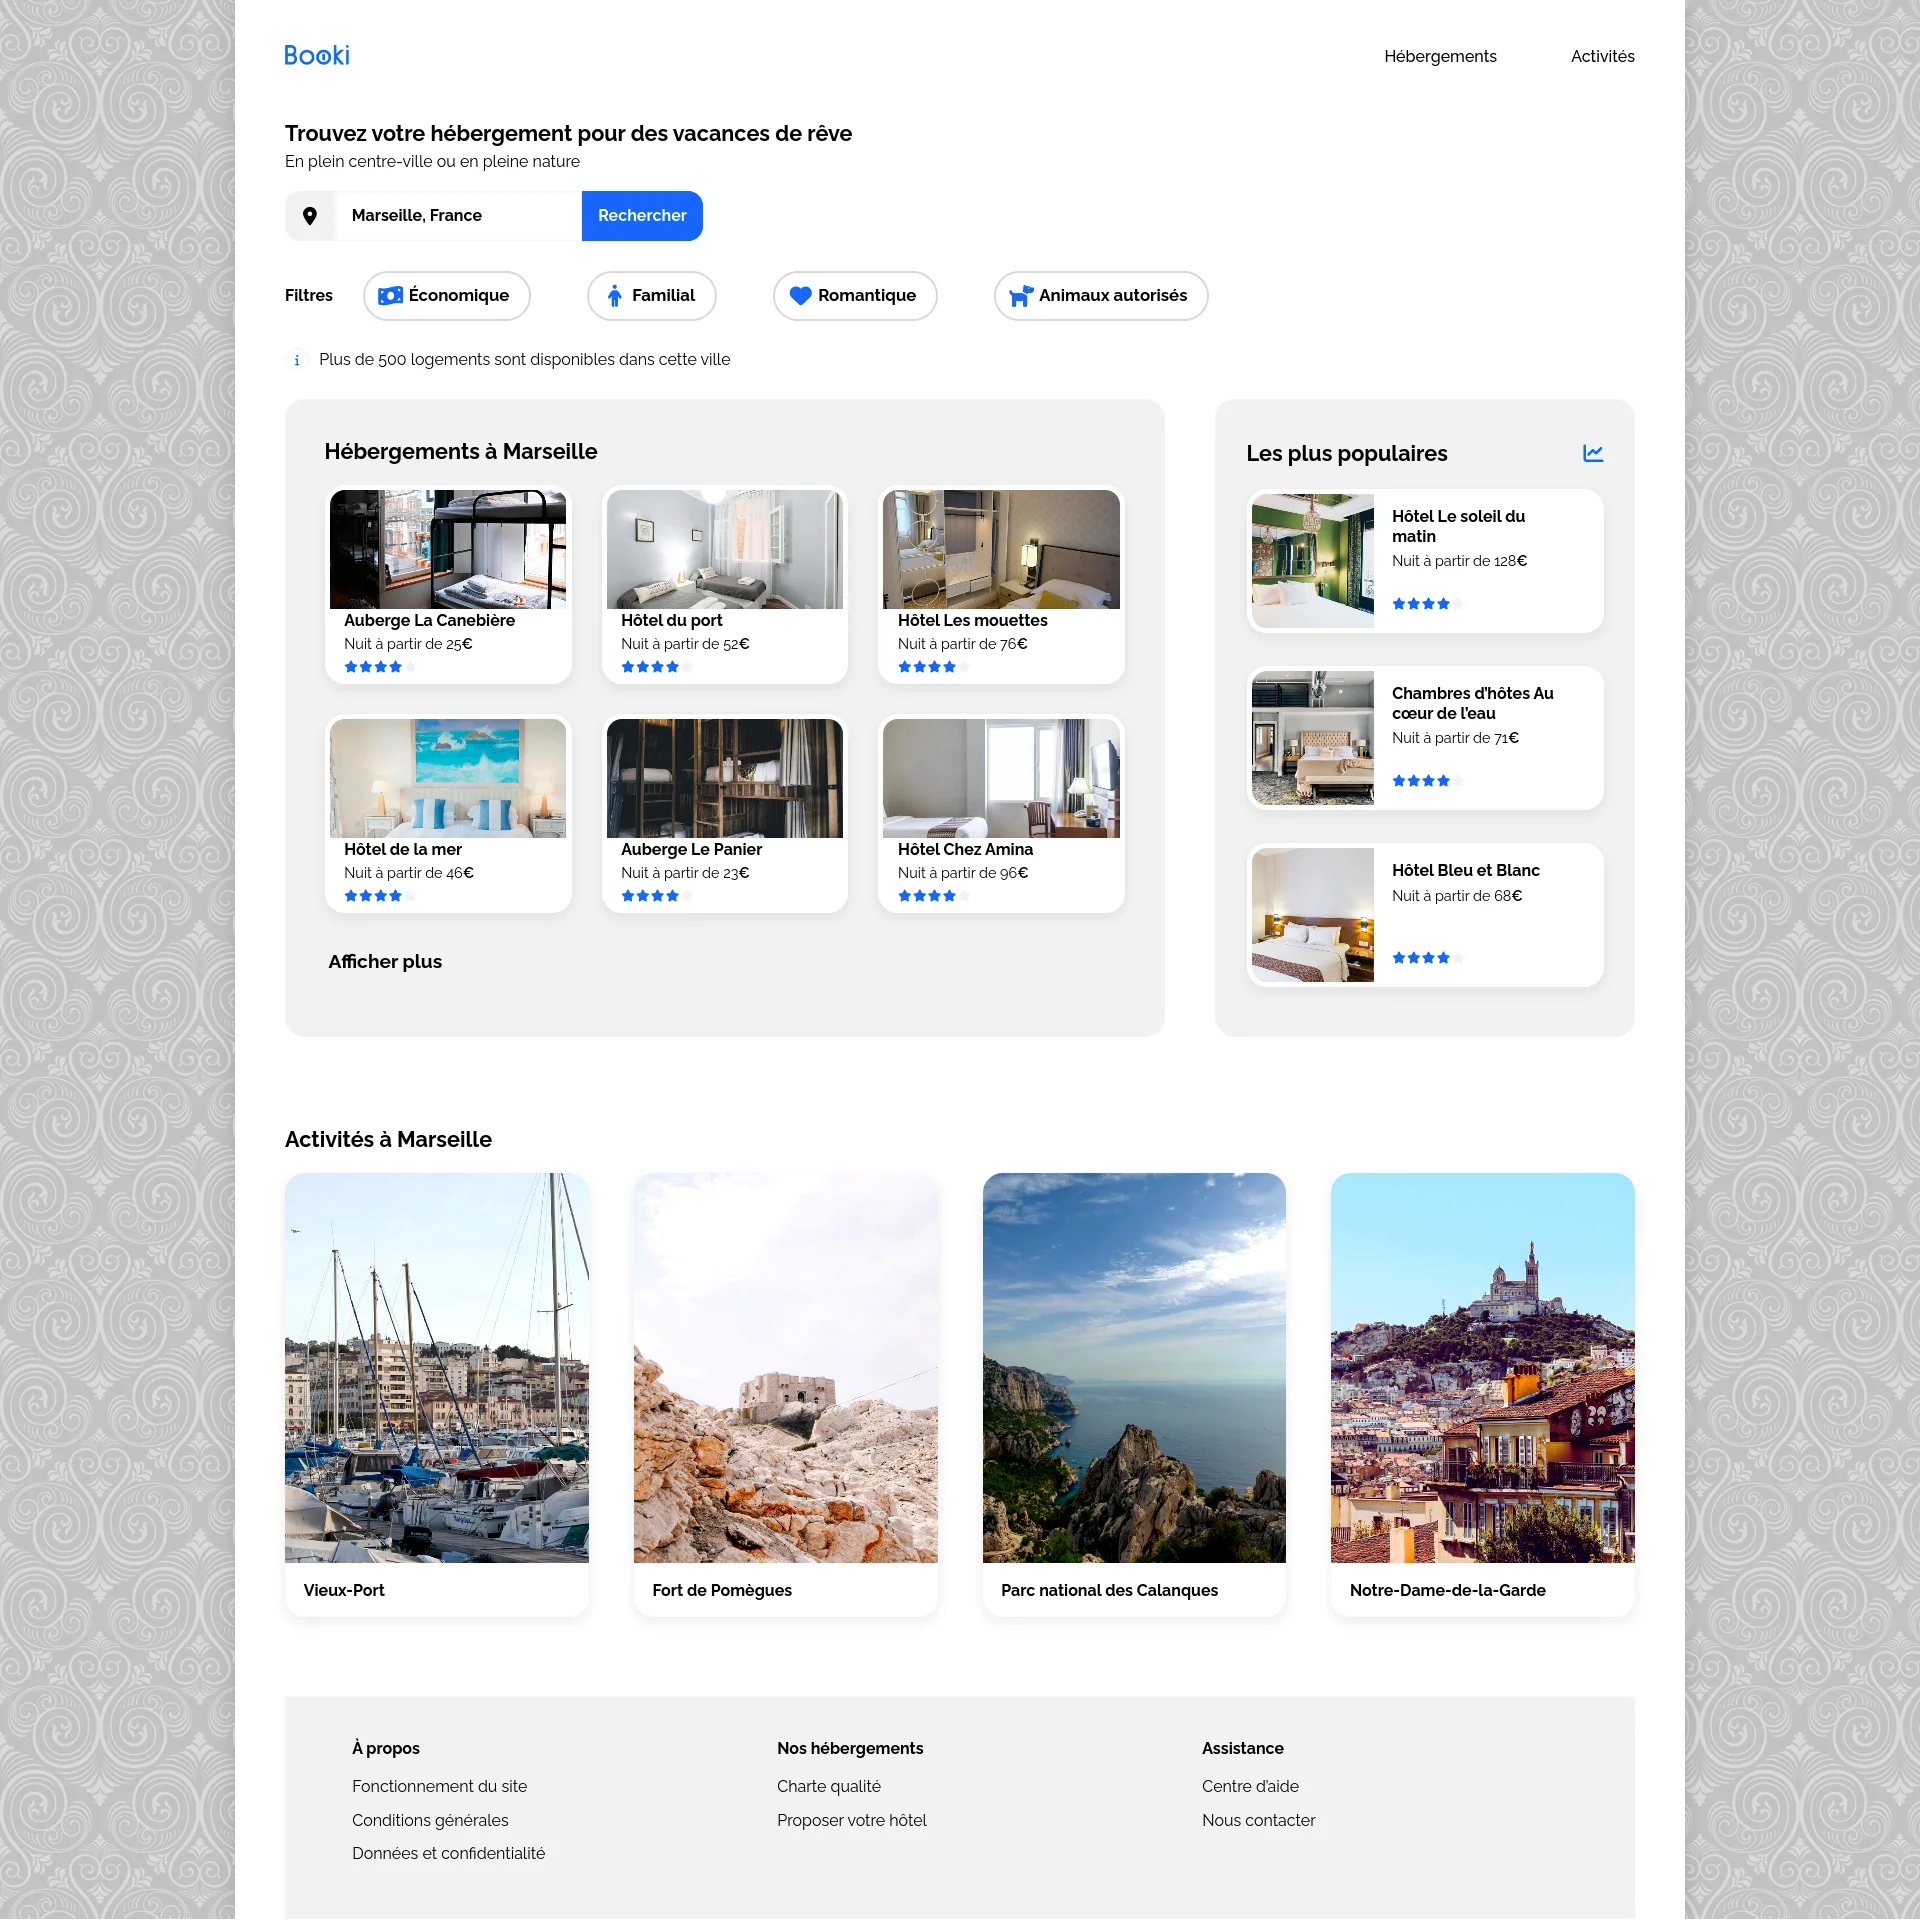 Booki
Hébergements
Activités
Trouvez votre hébergement pour des vacances de rêve
En plein centre-ville ou en pleine nature
Marseille, France
Rechercher
Filtres
Économique
Familial
Romantique
Animaux autorisés
Plus de 500 logements sont disponibles dans cette ville
Hébergements à Marseille
Auberge La Canebière
Nuit à partir de 25€
Hôtel du port
Nuit à partir de 52€
Hôtel Les mouettes
Nuit à partir de 76€
Hôtel de la mer
Nuit à partir de 46€
Auberge Le Panier
Nuit à partir de 23€
Hôtel Chez Amina
Nuit à partir de 96€
Afficher plus
Les plus populaires
Hôtel Le soleil du
matin
Nuit à partir de 128€
Chambres d’hôtes Au
cœur de l’eau
Nuit à partir de 71€
Hôtel Bleu et Blanc
Nuit à partir de 68€
Activités à Marseille
Vieux-Port
Fort de Pomègues
Parc national des Calanques
Notre-Dame-de-la-Garde
À propos
Fonctionnement du site
Conditions générales
Données et confidentialité
Nos hébergements
Charte qualité
Proposer votre hôtel
Assistance
Centre d’aide
Nous contacter